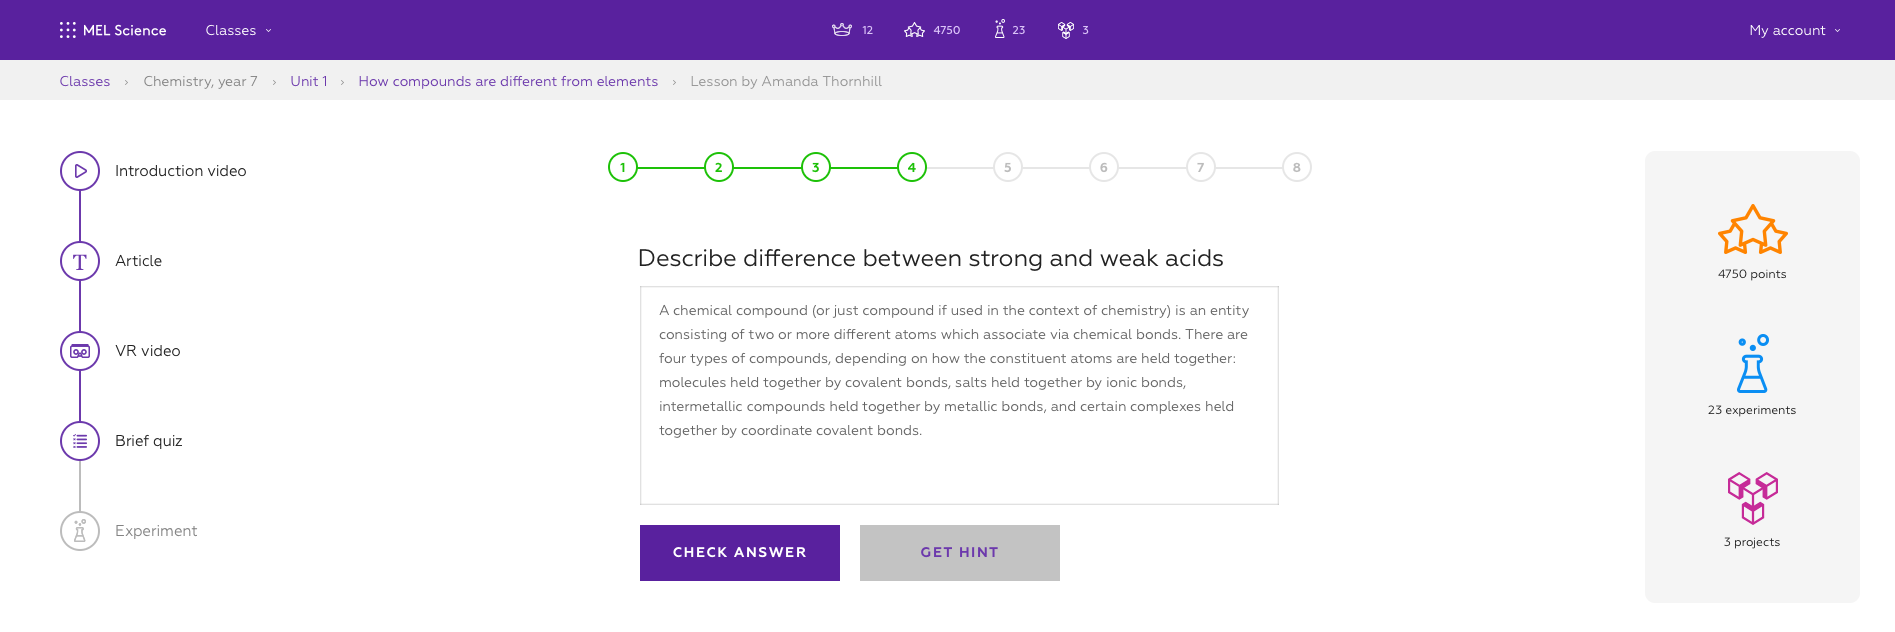 MEL Science
Classes
12
4750
23
3
My account
Classes › Chemistry, year 7 › Unit 1 › How compounds are different from elements › Lesson by Amanda Thornhill
Introduction video
T Article
VR video
Brief quiz
Experiment
1 2 3 4 5 6 7 8
Describe difference between strong and weak acids
A chemical compound (or just compound if used in the context of chemistry) is an entity
consisting of two or more different atoms which associate via chemical bonds. There are
four types of compounds, depending on how the constituent atoms are held together:
molecules held together by covalent bonds, salts held together by ionic bonds,
intermetallic compounds held together by metallic bonds, and certain complexes held
together by coordinate covalent bonds.
CHECK ANSWER
GET HINT
4750 points
23 experiments
3 projects